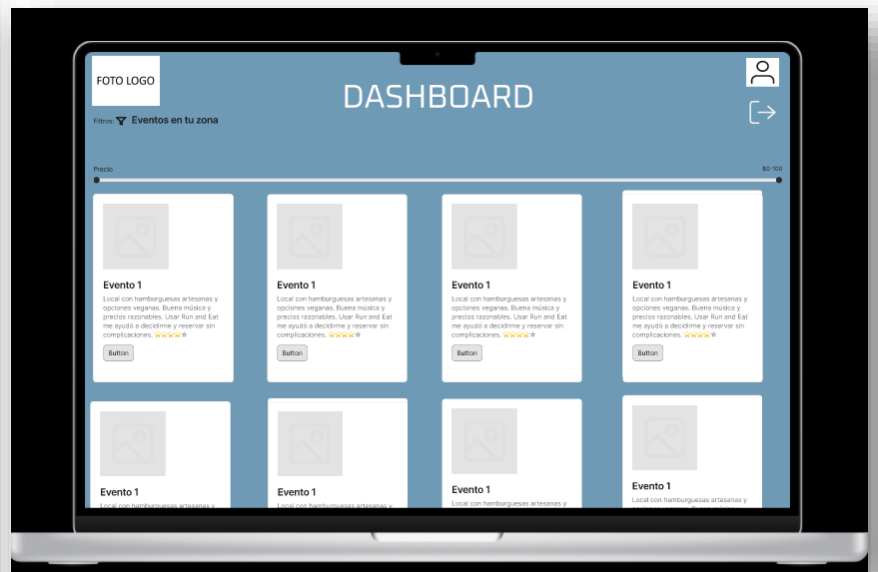 FOTO LOGO
DASHBOARD
Filtros: Eventos en tu zona
Precio
$0-100
Evento 1
Local con hamburguesas artesanas y
opciones veganas. Buena música y
precios razonables. Usar Run and Eat
me ayudó a decidirme y reservar sin
complicaciones. ⭐⭐⭐⭐☆
Button
Evento 1
Local con hamburguesas artesanas y
opciones veganas. Buena música y
precios razonables. Usar Run and Eat
me ayudó a decidirme y reservar sin
complicaciones. ⭐⭐⭐⭐☆
Button
Evento 1
Local con hamburguesas artesanas y
opciones veganas. Buena música y
precios razonables. Usar Run and Eat
me ayudó a decidirme y reservar sin
complicaciones. ⭐⭐⭐⭐☆
Button
Evento 1
Local con hamburguesas artesanas y
opciones veganas. Buena música y
precios razonables. Usar Run and Eat
me ayudó a decidirme y reservar sin
complicaciones. ⭐⭐⭐⭐☆
Button
Evento 1
Local con hamburguesas artesanas y
Evento 1
Local con hamburguesas artesanas y
Evento 1
Local con hamburguesas artesanas y
Evento 1
Local con hamburguesas artesanas y